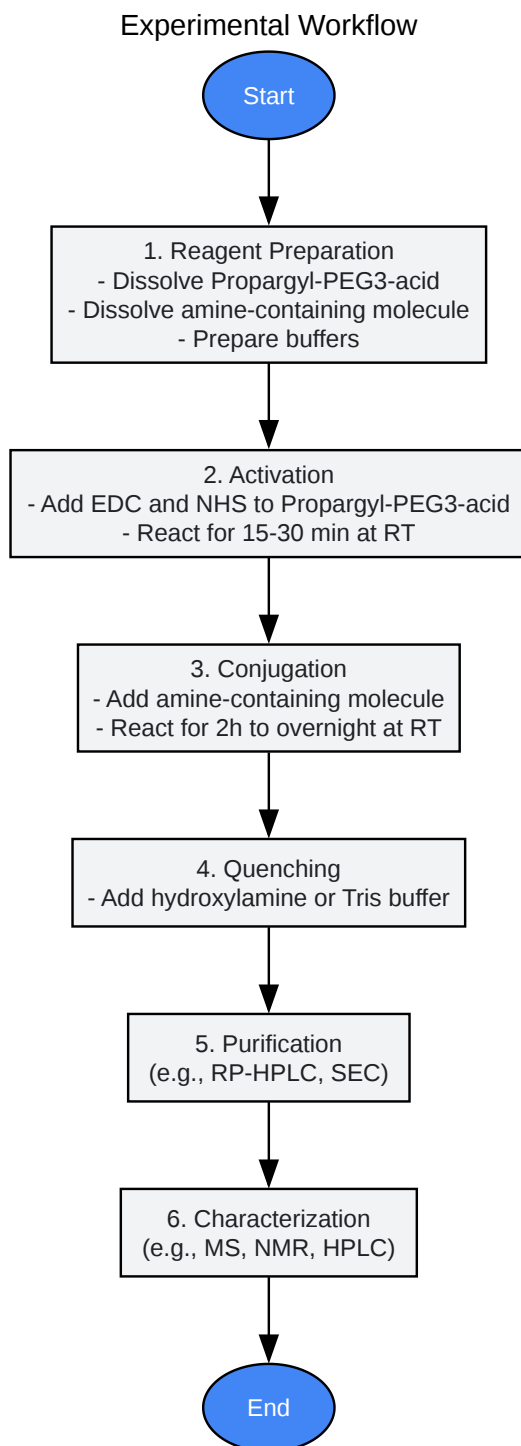 Experimental Workflow
Start
1. Reagent Preparation
- Dissolve Propargyl-PEG3-acid
- Dissolve amine-containing molecule
- Prepare buffers
2. Activation
- Add EDC and NHS to Propargyl-PEG3-acid
- React for 15-30 min at RT
3. Conjugation
- Add amine-containing molecule
- React for 2h to overnight at RT
4. Quenching
- Add hydroxylamine or Tris buffer
5. Purification
(e.g., RP-HPLC, SEC)
6. Characterization
(e.g., MS, NMR, HPLC)
End